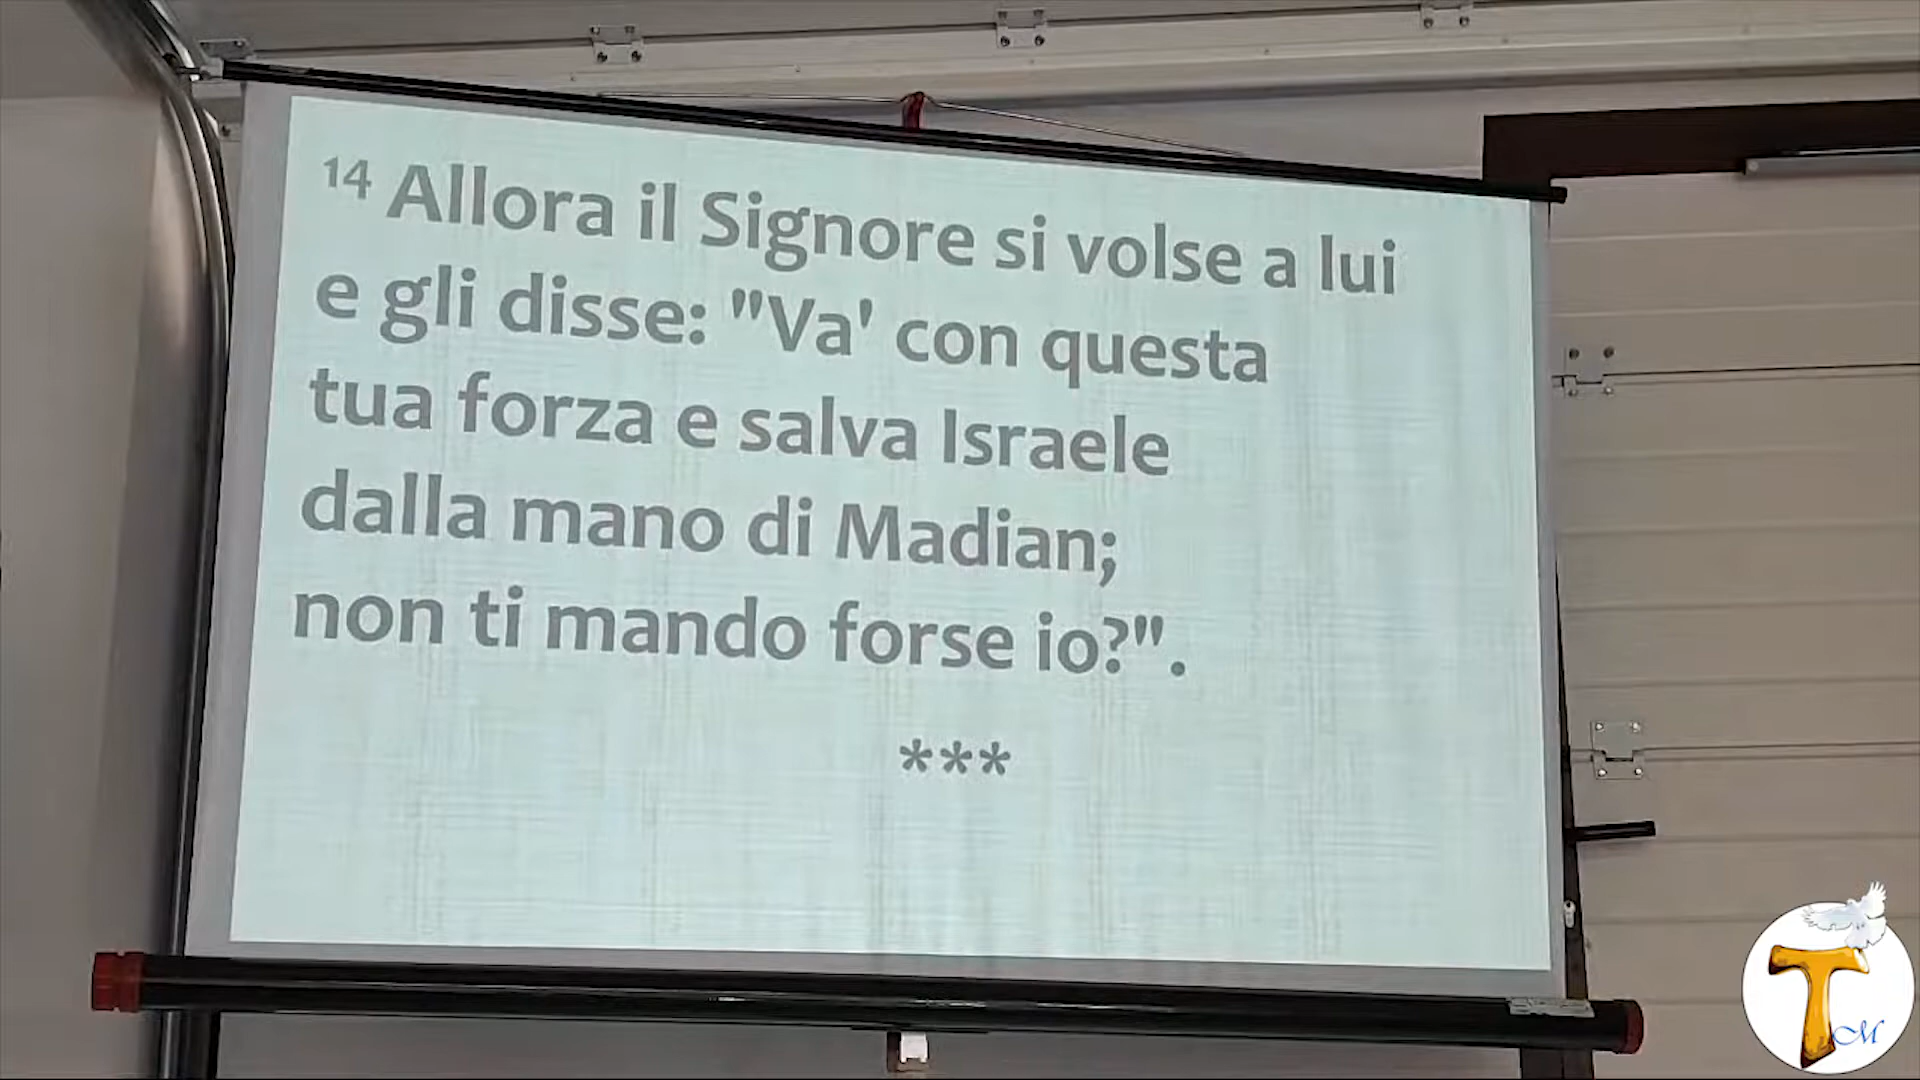 14 Allora il Signore si volse a lui
e gli disse: "Va' con questa
tua forza e salva Israele
dalla mano di Madian;
non ti mando forse io?".
***
M